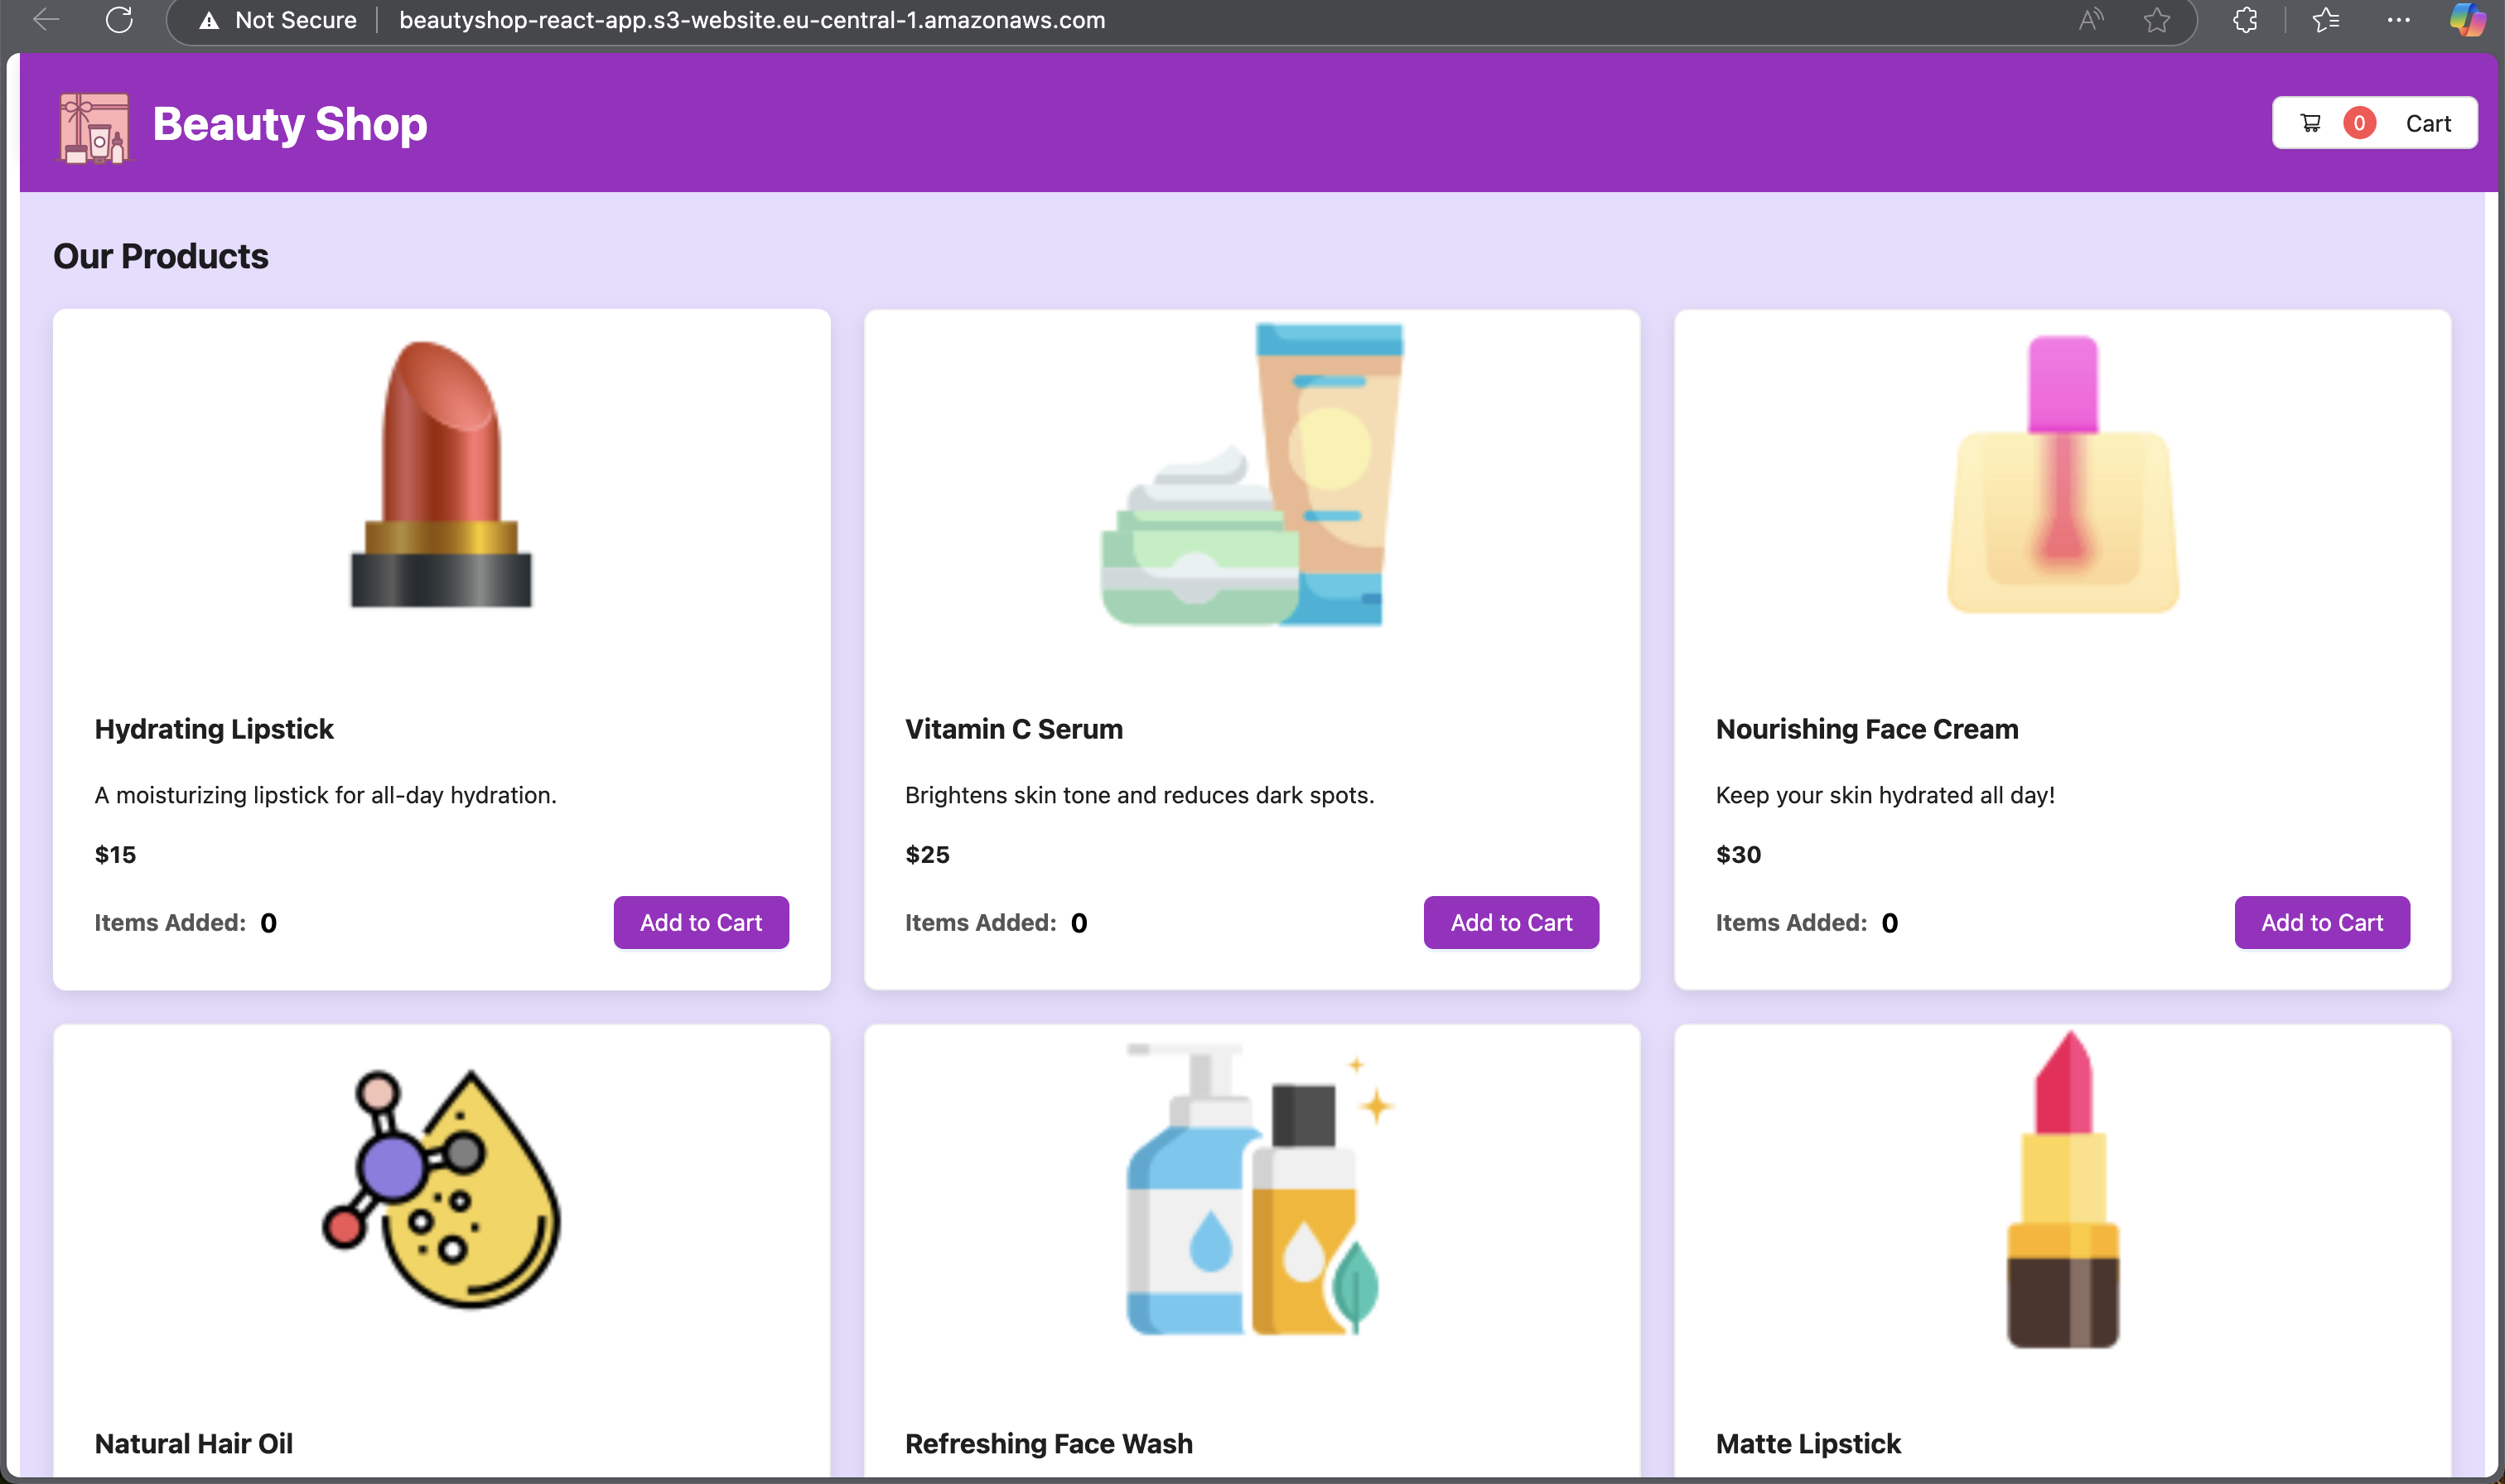 Not Secure
beautyshop-react-app.s3-website.eu-central-1.amazonaws.com
Beauty Shop
0 Cart
Our Products
Hydrating Lipstick
A moisturizing lipstick for all-day hydration.
$15
Items Added: 0
Add to Cart
Vitamin C Serum
Brightens skin tone and reduces dark spots.
$25
Items Added: 0
Add to Cart
Nourishing Face Cream
Keep your skin hydrated all day!
$30
Items Added: 0
Add to Cart
Natural Hair Oil
Refreshing Face Wash
Matte Lipstick